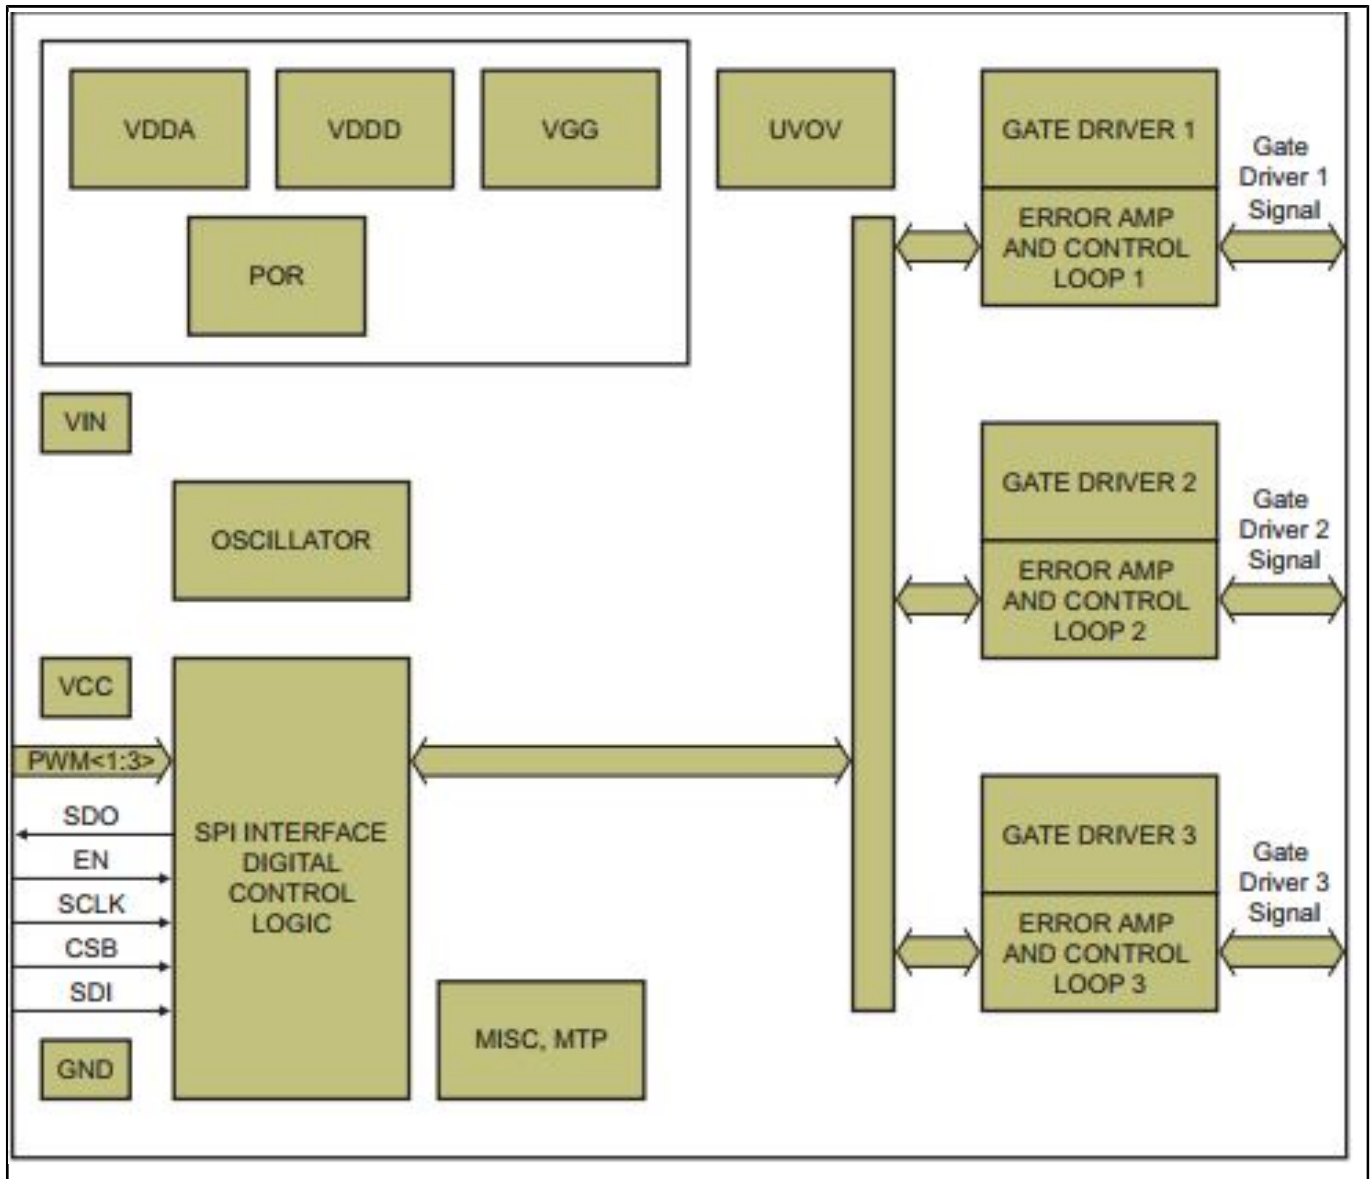 VDDA
VDDD
VGG
UVOV
GATE DRIVER 1
Gate
Driver 1
Signal
ERROR AMP
AND CONTROL
LOOP 1
POR
VIN
GATE DRIVER 2
Gate
Driver 2
Signal
OSCILLATOR
ERROR AMP
AND CONTROL
LOOP 2
VCC
PWM<1:3>
SDO
EN
SCLK
CSB
SDI
GND
SPI INTERFACE
DIGITAL
CONTROL
LOGIC
MISC, MTP
GATE DRIVER 3
Gate
Driver 3
Signal
ERROR AMP
AND CONTROL
LOOP 3